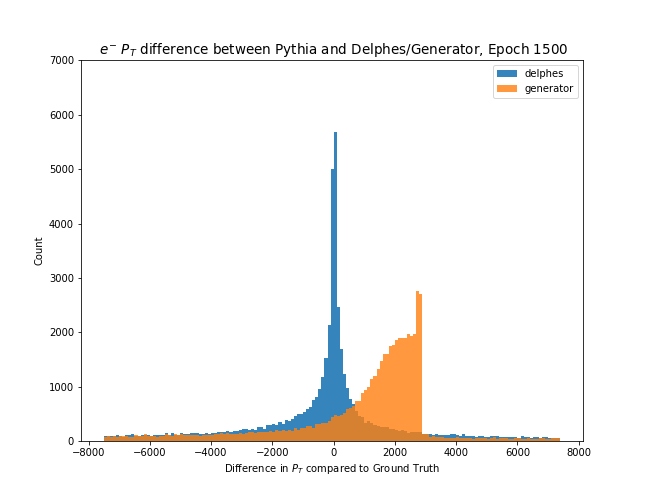 e⁻ P_T difference between Pythia and Delphes/Generator, Epoch 1500
delphes
generator
7000
6000
5000
4000
3000
2000
1000
0
Count
−8000 −6000 −4000 −2000 0 2000 4000 6000 8000
Difference in P_T compared to Ground Truth